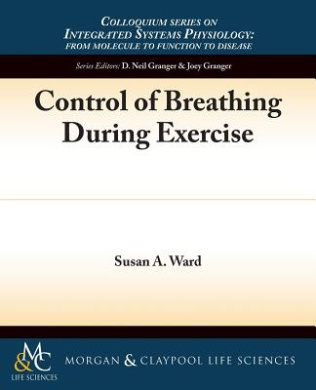 COLLOQUIUM SERIES ON
INTEGRATED SYSTEMS PHYSIOLOGY:
FROM MOLECULE TO FUNCTION TO DISEASE
Series Editors: D. Neil Granger & Joey Granger
Control of Breathing
During Exercise
Susan A. Ward
M&C
LIFE SCIENCES
MORGAN & CLAYPOOL LIFE SCIENCES